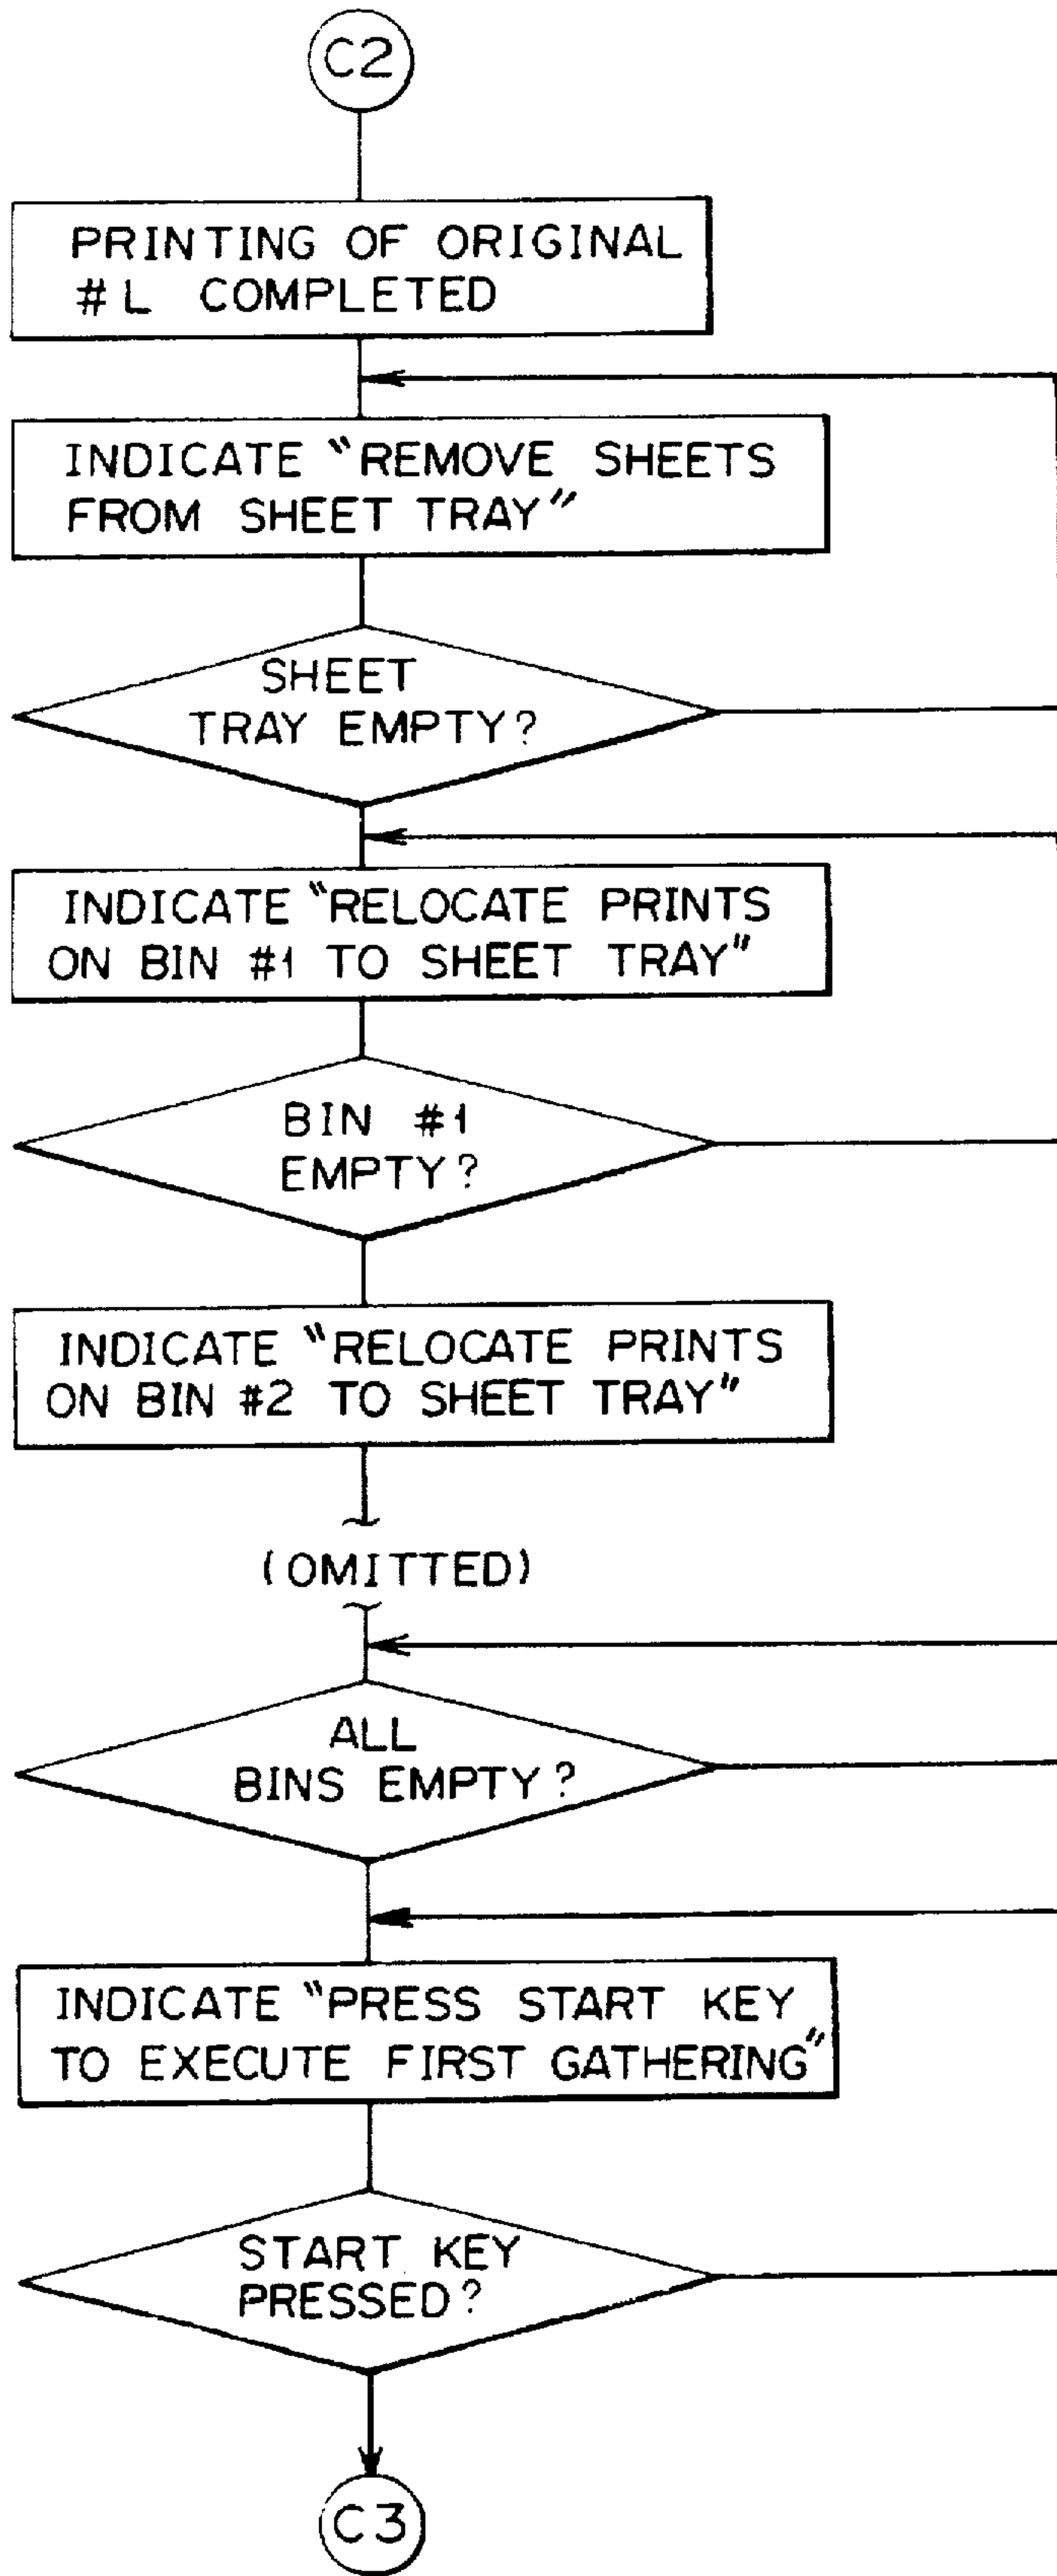 C2
PRINTING OF ORIGINAL
#L COMPLETED
INDICATE "REMOVE SHEETS
FROM SHEET TRAY"
SHEET
TRAY EMPTY?
INDICATE "RELOCATE PRINTS
ON BIN #1 TO SHEET TRAY"
BIN #1
EMPTY?
INDICATE "RELOCATE PRINTS
ON BIN #2 TO SHEET TRAY"
(OMITTED)
ALL
BINS EMPTY?
INDICATE "PRESS START KEY
TO EXECUTE FIRST GATHERING"
START KEY
PRESSED?
C3